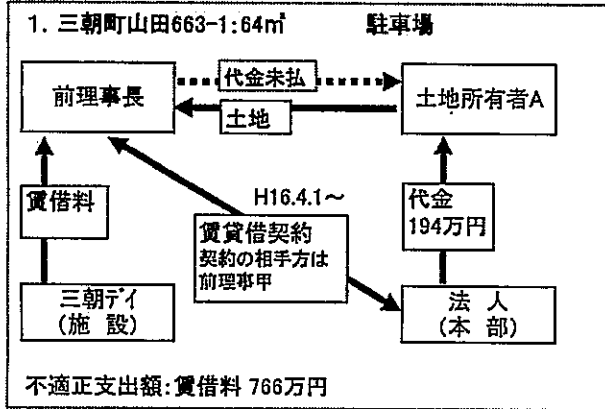 1. 三朝町山田663-1:64㎡ 駐車場
前理事長
代金未払
土地
土地所有者A
賃借料
H16.4.1～
賃貸借契約
契約の相手方は
前理事甲
代金
194万円
三朝デイ
(施設)
法 人
(本 部)
不適正支出額:賃借料 766万円